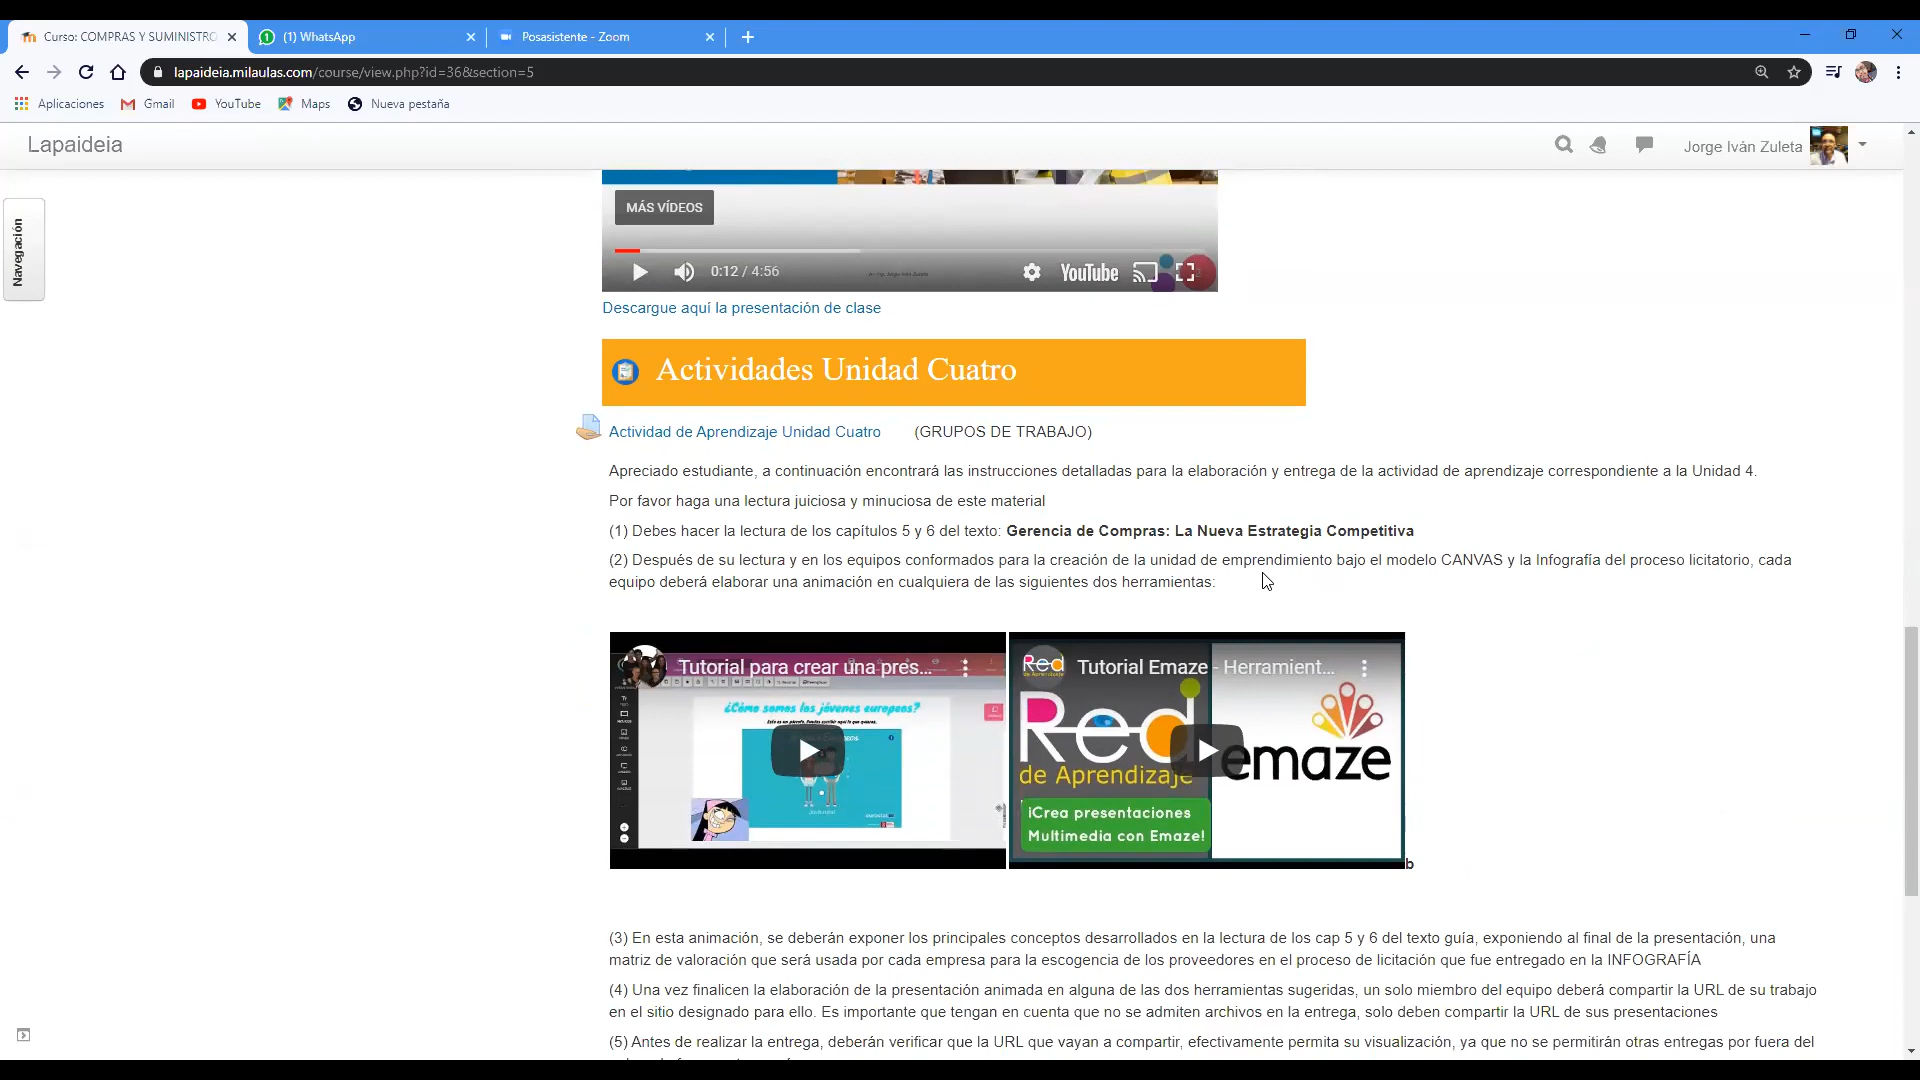 Curso: COMPRAS Y SUMINISTRO
(1) WhatsApp
Posasistente - Zoom
lapaideia.milaulas.com/course/view.php?id=36&section=5
Aplicaciones
Gmail
YouTube
Maps
Nueva pestaña
Lapaideia
Jorge Iván Zuleta
Navegación
MÁS VÍDEOS
0:12 / 4:56
YouTube
Descargue aquí la presentación de clase
Actividades Unidad Cuatro
Actividad de Aprendizaje Unidad Cuatro (GRUPOS DE TRABAJO)
Apreciado estudiante, a continuación encontrará las instrucciones detalladas para la elaboración y entrega de la actividad de aprendizaje correspondiente a la Unidad 4.
Por favor haga una lectura juiciosa y minuciosa de este material
(1) Debes hacer la lectura de los capítulos 5 y 6 del texto: Gerencia de Compras: La Nueva Estrategia Competitiva
(2) Después de su lectura y en los equipos conformados para la creación de la unidad de emprendimiento bajo el modelo CANVAS y la Infografía del proceso licitatorio, cada
equipo deberá elaborar una animación en cualquiera de las siguientes dos herramientas:
Tutorial para crear una pres...
¿Cómo somos los jóvenes europeos?
Tutorial Emaze - Herramient...
Red
de Aprendizaje
emaze
¡Crea presentaciones
Multimedia con Emaze!
b
(3) En esta animación, se deberán exponer los principales conceptos desarrollados en la lectura de los cap 5 y 6 del texto guía, exponiendo al final de la presentación, una
matriz de valoración que será usada por cada empresa para la escogencia de los proveedores en el proceso de licitación que fue entregado en la INFOGRAFÍA
(4) Una vez finalicen la elaboración de la presentación animada en alguna de las dos herramientas sugeridas, un solo miembro del equipo deberá compartir la URL de su trabajo
en el sitio designado para ello. Es importante que tengan en cuenta que no se admiten archivos en la entrega, solo deben compartir la URL de sus presentaciones
(5) Antes de realizar la entrega, deberán verificar que la URL que vayan a compartir, efectivamente permita su visualización, ya que no se permitirán otras entregas por fuera del